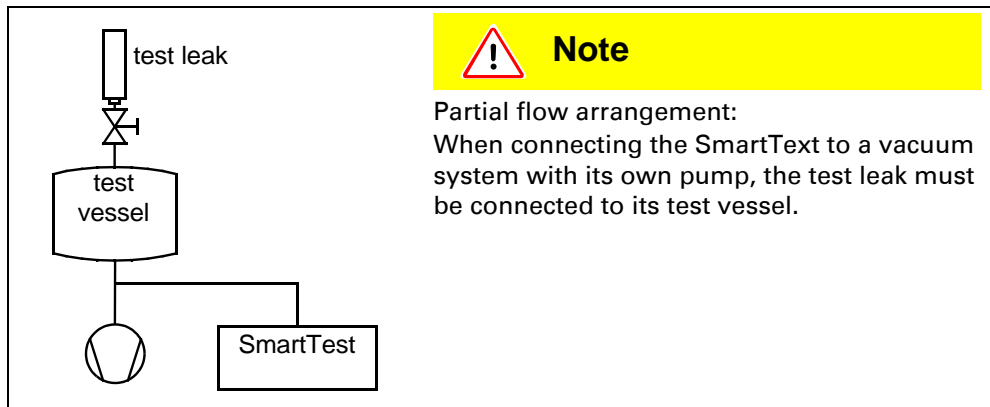 test leak
test
vessel
SmartTest
Note
Partial flow arrangement:
When connecting the SmartText to a vacuum
system with its own pump, the test leak must
be connected to its test vessel.